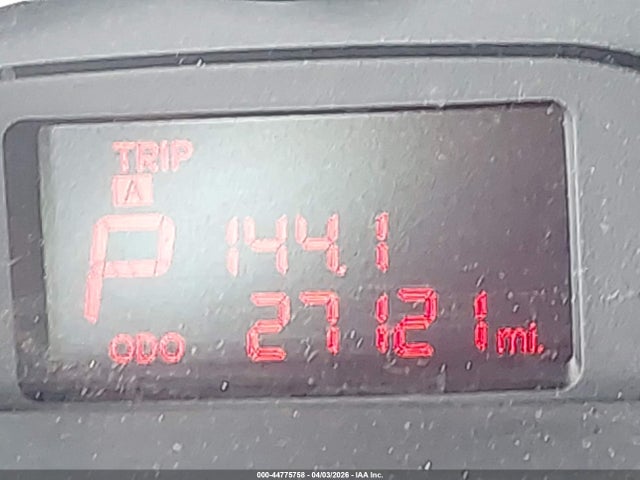 TRIP
A
P 144.1
ODO 27121 mi.
000-44775758 - 04/03/2026 - IAA Inc.